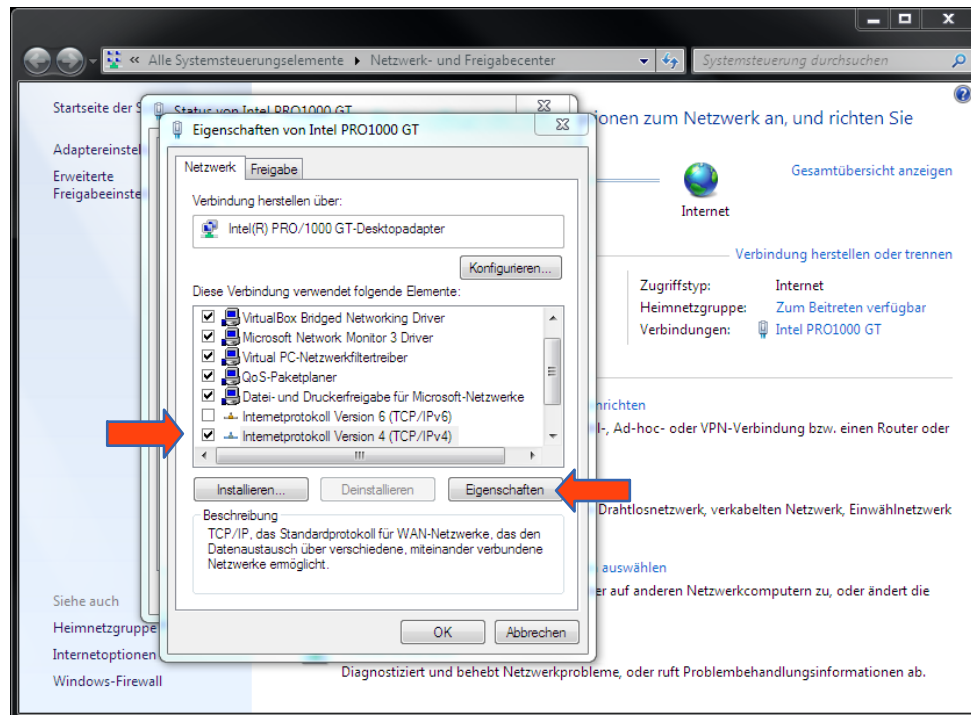 « Alle Systemsteuerungselemente ▸ Netzwerk- und Freigabecenter
Systemsteuerung durchsuchen
Startseite der
Adaptereinstel
Erweiterte
Freigabeeinste
Siehe auch
Heimnetzgruppe
Internetoptionen
Windows-Firewall
Status von Intel PRO1000 GT
Eigenschaften von Intel PRO1000 GT
Netzwerk
Freigabe
Verbindung herstellen über:
Intel(R) PRO/1000 GT-Desktopadapter
Konfigurieren...
Diese Verbindung verwendet folgende Elemente:
VirtualBox Bridged Networking Driver
Microsoft Network Monitor 3 Driver
Virtual PC-Netzwerkfiltertreiber
QoS-Paketplaner
Datei- und Druckerfreigabe für Microsoft-Netzwerke
Internetprotokoll Version 6 (TCP/IPv6)
Internetprotokoll Version 4 (TCP/IPv4)
Installieren...
Deinstallieren
Eigenschaften
Beschreibung
TCP/IP, das Standardprotokoll für WAN-Netzwerke, das den
Datenaustausch über verschiedene, miteinander verbundene
Netzwerke ermöglicht.
OK
Abbrechen
ionen zum Netzwerk an, und richten Sie
Gesamtübersicht anzeigen
Internet
Verbindung herstellen oder trennen
Zugriffstyp: Internet
Heimnetzgruppe: Zum Beitreten verfügbar
Verbindungen: Intel PRO1000 GT
nrichten
l-, Ad-hoc- oder VPN-Verbindung bzw. einen Router oder
Drahtlosnetzwerk, verkabelten Netzwerk, Einwählnetzwerk
auswählen
er auf anderen Netzwerkcomputern zu, oder ändert die
Diagnostiziert und behebt Netzwerkprobleme, oder ruft Problembehandlungsinformationen ab.